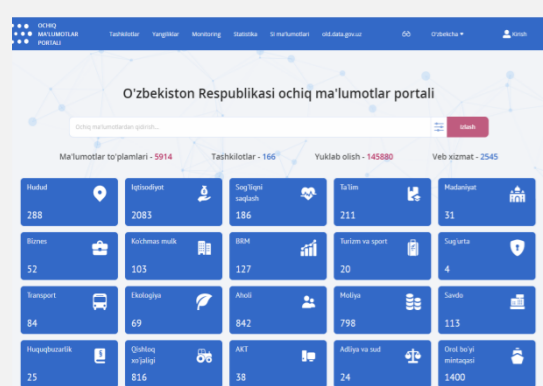 OCHIQ
MA'LUMOTLAR
PORTALI
Tashkilotlar Yangiliklar Monitoring Statistika Si ma'lumotlari old.data.gov.uz O'zbekcha Kirish
O'zbekiston Respublikasi ochiq ma'lumotlar portali
Ochiq ma'lumotlardan qidirish... Izlash
Ma'lumotlar to'plamlari - 5914 Tashkilotlar - 166 Yuklab olish - 145880 Veb xizmat - 2545
Hudud Iqtisodiyot Sog'liqni saqlash Ta'lim Madaniyat
288 2083 186 211 31
Biznes Ko'chmas mulk BRM Turizm va sport Sug'urta
52 103 127 20 4
Transport Ekologiya Aholi Moliya Savdo
84 69 842 798 113
Huquqbuzarlik Qishloq xo'jaligi AKT Adliya va sud Orol bo'yi mintaqasi
25 816 38 24 1400